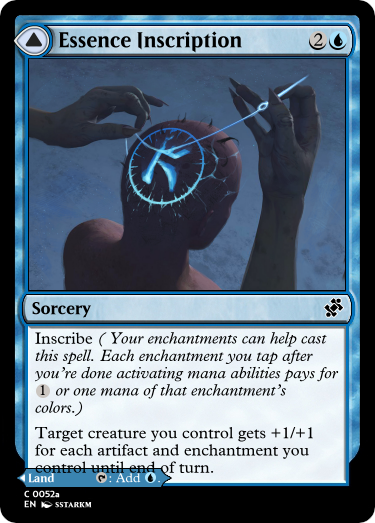 Essence Inscription 2
Sorcery
Inscribe ( Your enchantments can help cast
this spell. Each enchantment you tap after
you're done activating mana abilities pays for
1 or one mana of that enchantment's
colors.)
Target creature you control gets +1/+1
for each artifact and enchantment you
control until end of turn.
Land : Add .
C 0052a
EN SSTARKM